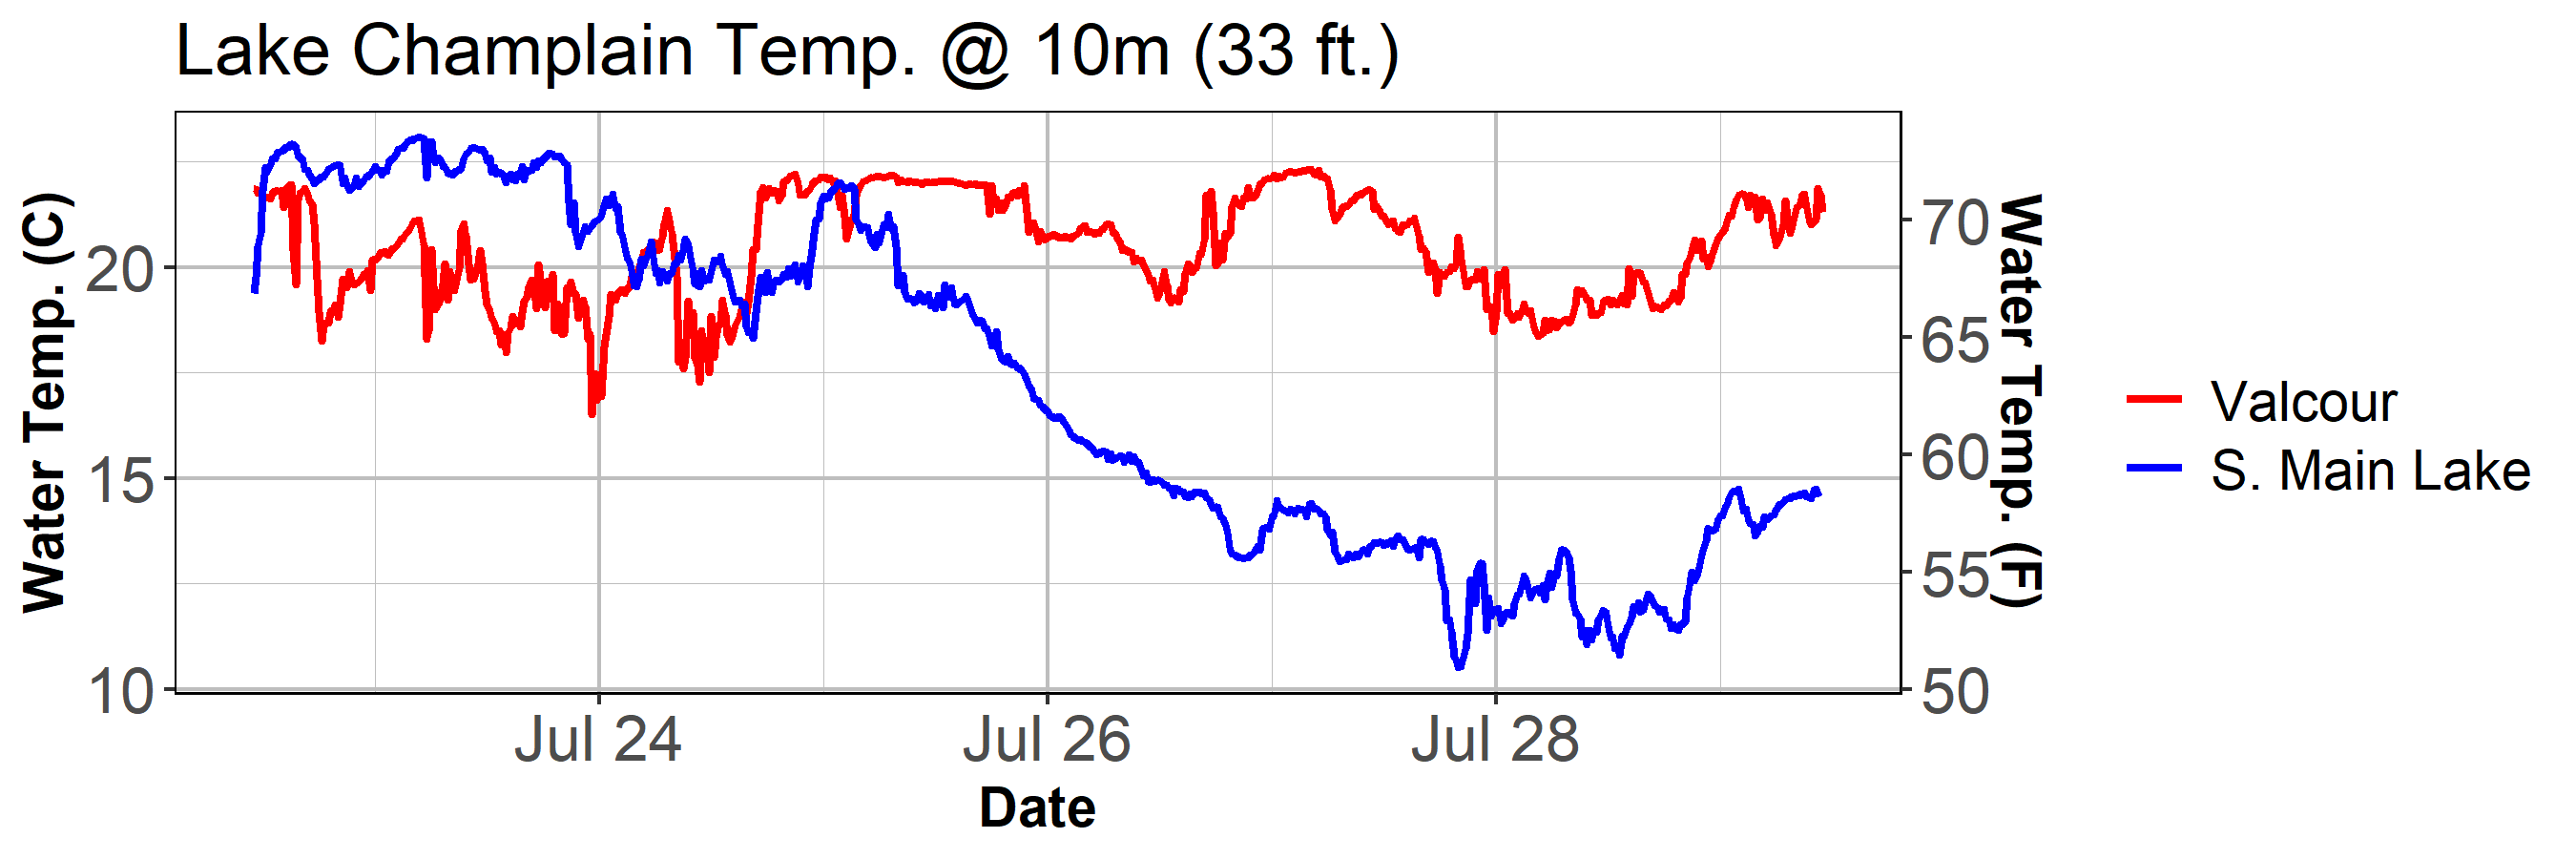 Lake Champlain Temp. @ 10m (33 ft.)
Water Temp. (C)
20
15
10
70
65
60
55
50
Water Temp. (F)
Jul 24
Jul 26
Jul 28
Date
Valcour
S. Main Lake